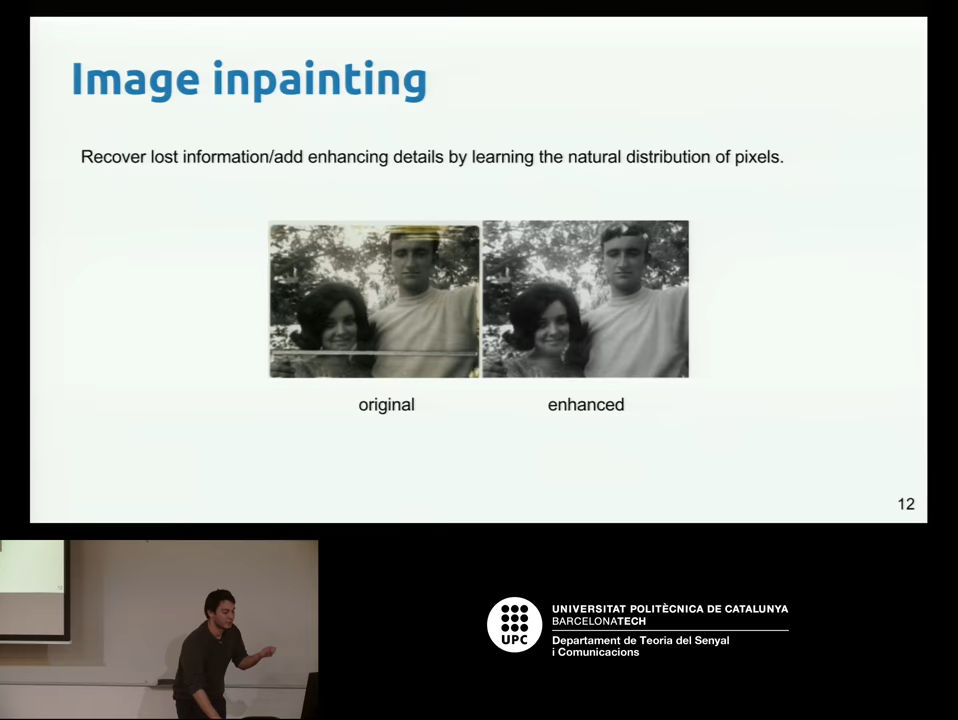 Image inpainting
Recover lost information/add enhancing details by learning the natural distribution of pixels.
original
enhanced
12
UPC
UNIVERSITAT POLITÈCNICA DE CATALUNYA
BARCELONATECH
Departament de Teoria del Senyal
i Comunicacions